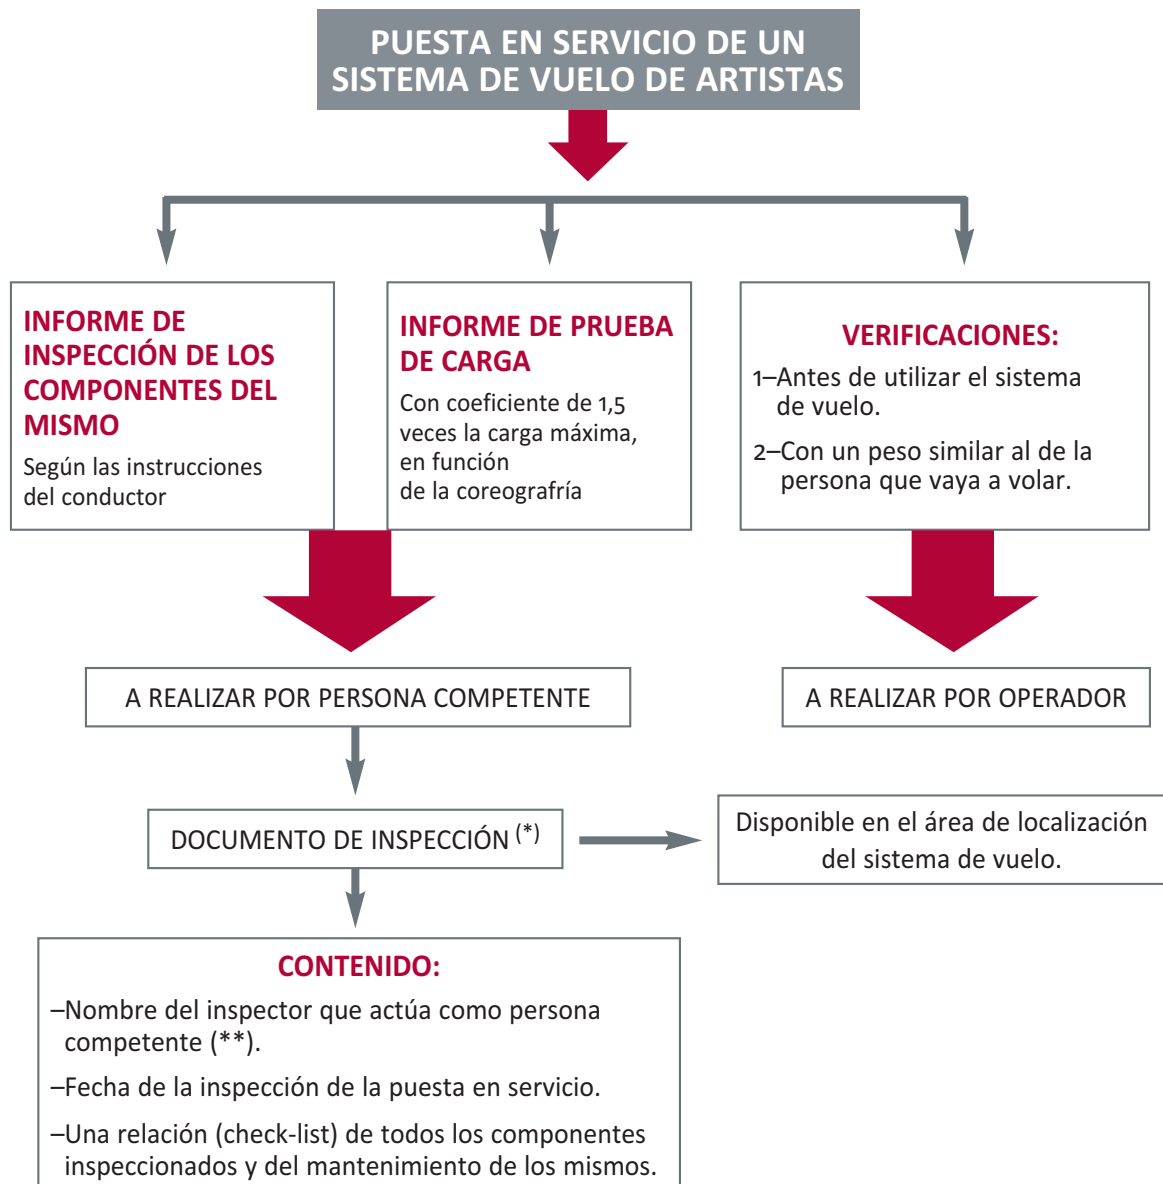 PUESTA EN SERVICIO DE UN
SISTEMA DE VUELO DE ARTISTAS
INFORME DE
INSPECCIÓN DE LOS
COMPONENTES DEL
MISMO
Según las instrucciones
del conductor
INFORME DE PRUEBA
DE CARGA
Con coeficiente de 1,5
veces la carga máxima,
en función
de la coreografría
VERIFICACIONES:
1–Antes de utilizar el sistema
de vuelo.
2–Con un peso similar al de la
persona que vaya a volar.
A REALIZAR POR PERSONA COMPETENTE
A REALIZAR POR OPERADOR
DOCUMENTO DE INSPECCIÓN (*)
Disponible en el área de localización
del sistema de vuelo.
CONTENIDO:
–Nombre del inspector que actúa como persona
competente (**).
–Fecha de la inspección de la puesta en servicio.
–Una relación (check-list) de todos los componentes
inspeccionados y del mantenimiento de los mismos.